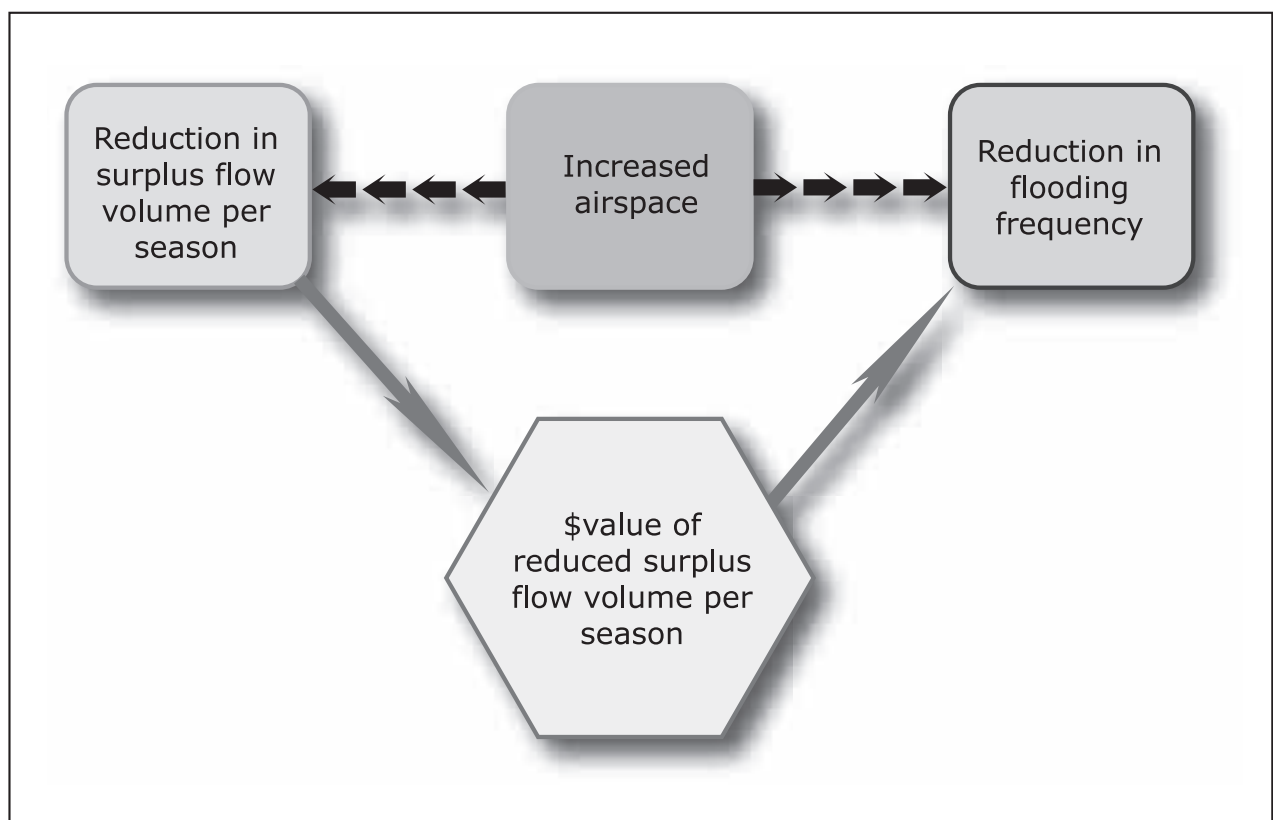 Reduction in
surplus flow
volume per
season
Increased
airspace
Reduction in
flooding
frequency
$value of
reduced surplus
flow volume per
season